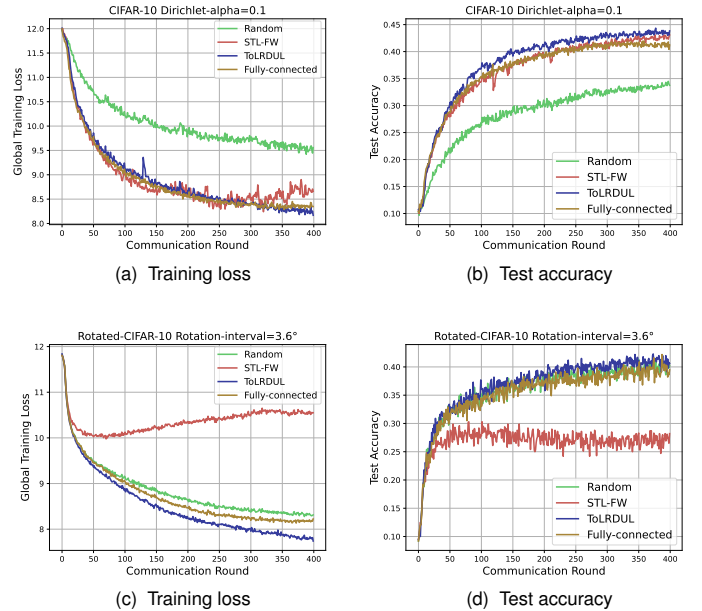 CIFAR-10 Dirichlet-alpha=0.1
12.0
11.5
11.0
10.5
10.0
9.5
9.0
8.5
8.0
Global Training Loss
Random
STL-FW
ToLRDUL
Fully-connected
0 50 100 150 200 250 300 350 400
Communication Round
(a) Training loss
CIFAR-10 Dirichlet-alpha=0.1
0.45
0.40
0.35
0.30
0.25
0.20
0.15
0.10
Test Accuracy
Random
STL-FW
ToLRDUL
Fully-connected
0 50 100 150 200 250 300 350 400
Communication Round
(b) Test accuracy
Rotated-CIFAR-10 Rotation-interval=3.6°
12
11
10
9
8
Global Training Loss
Random
STL-FW
ToLRDUL
Fully-connected
0 50 100 150 200 250 300 350 400
Communication Round
(c) Training loss
Rotated-CIFAR-10 Rotation-interval=3.6°
0.40
0.35
0.30
0.25
0.20
0.15
0.10
Test Accuracy
Random
STL-FW
ToLRDUL
Fully-connected
0 50 100 150 200 250 300 350 400
Communication Round
(d) Test accuracy